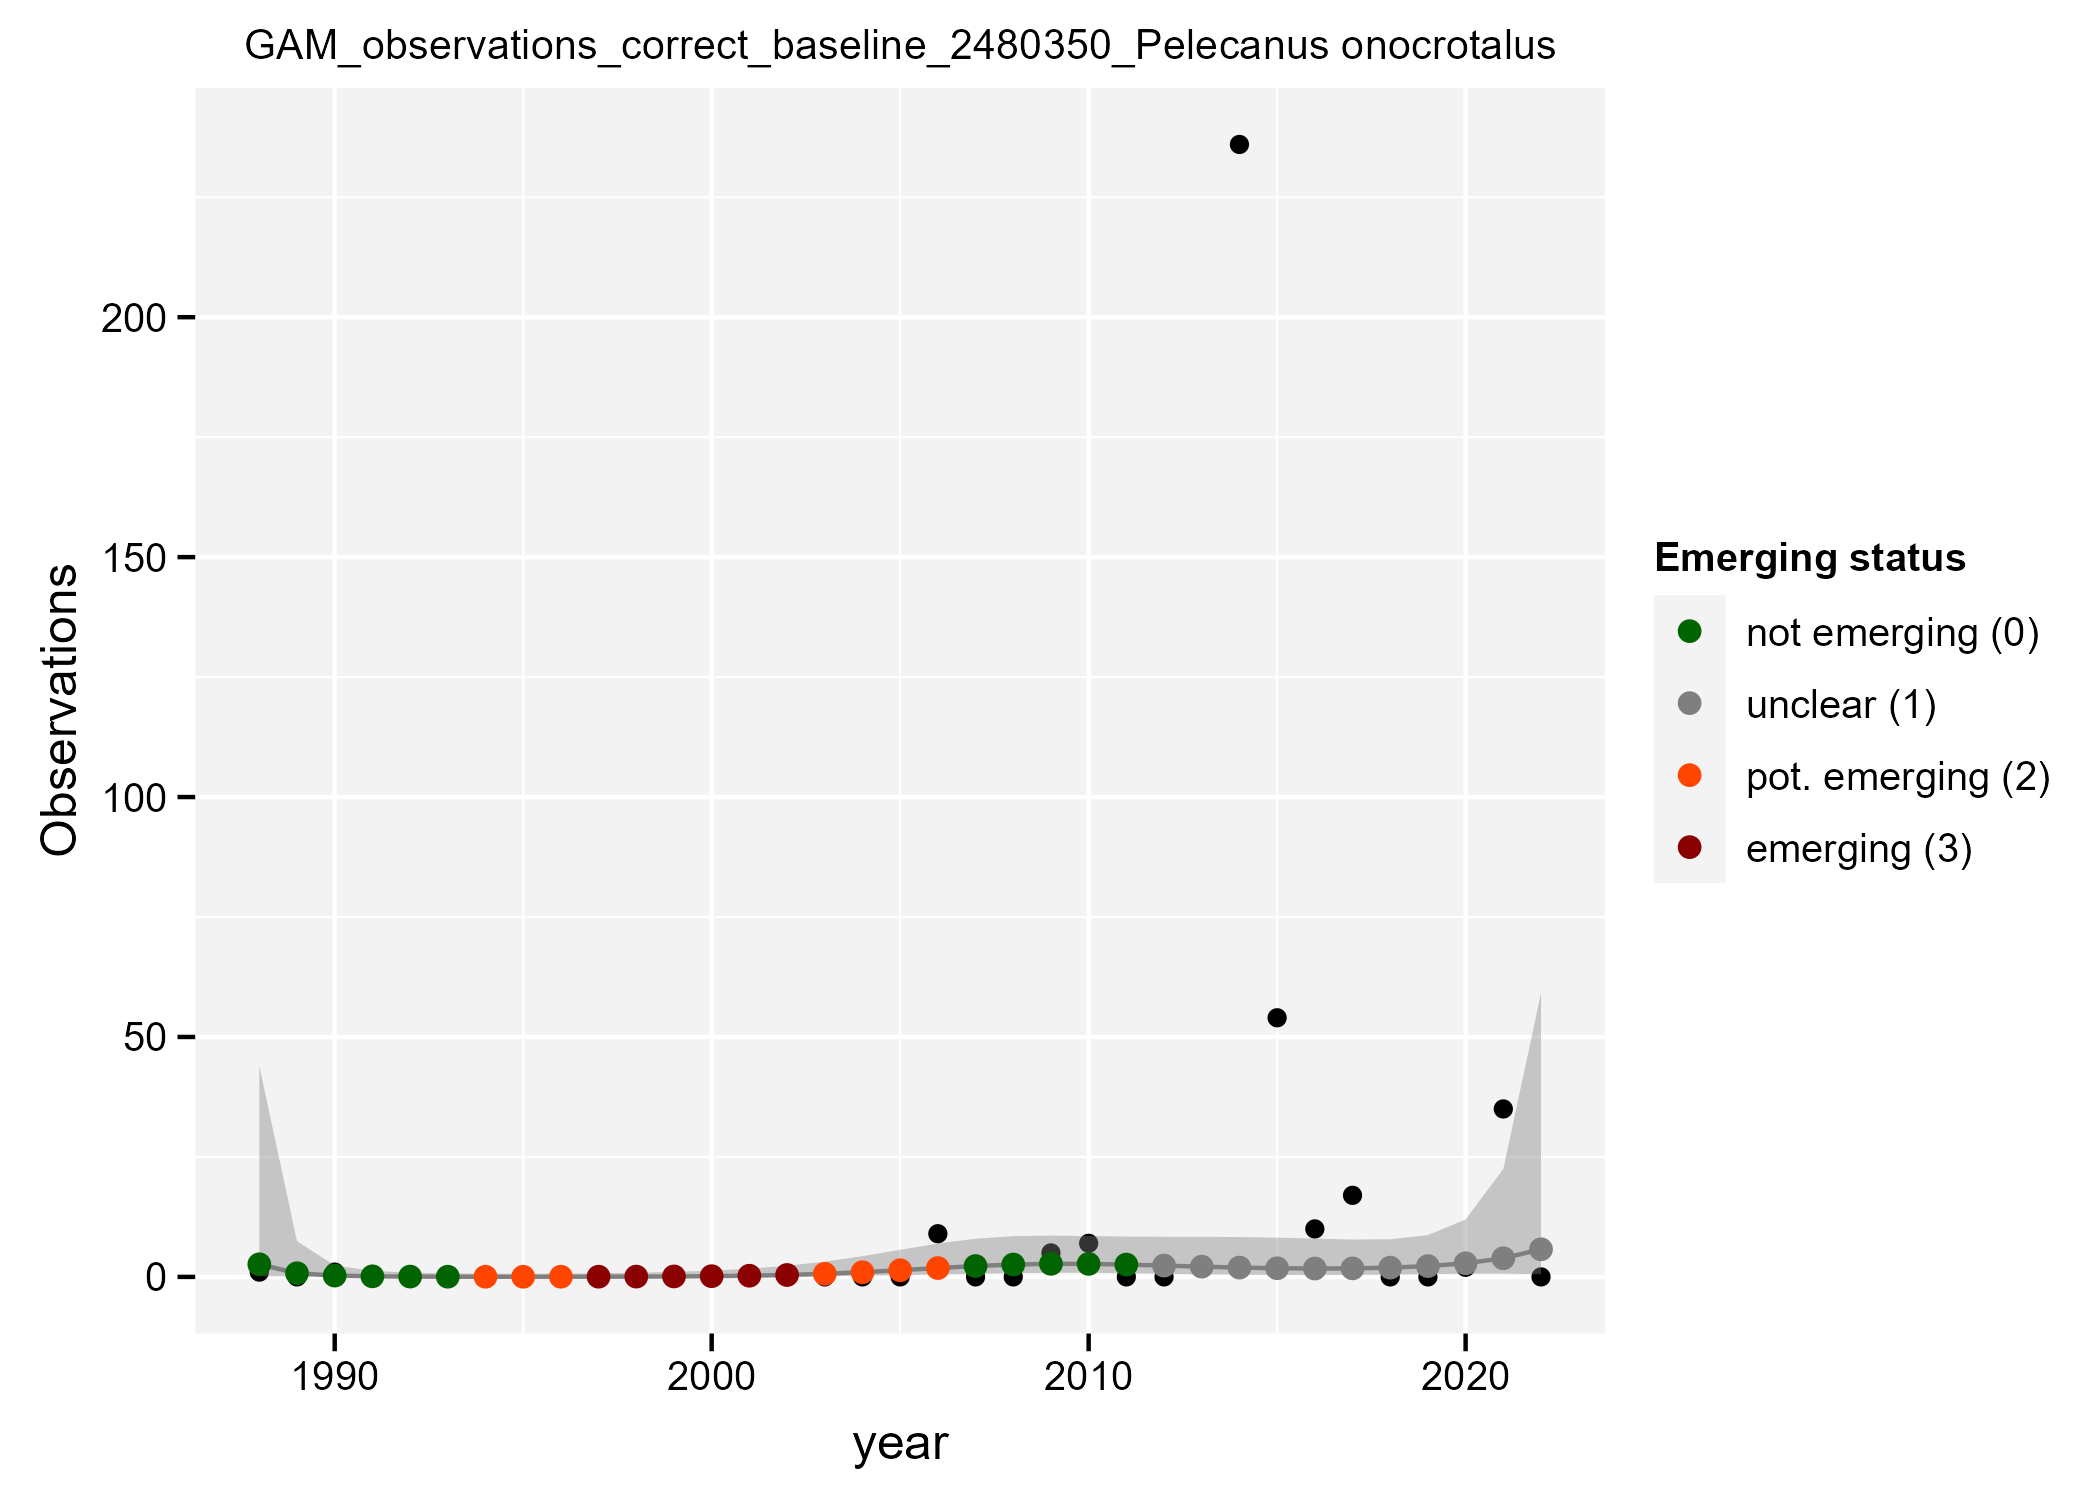 GAM_observations_correct_baseline_2480350_Pelecanus onocrotalus
200
150
100
50
0
Observations
1990 2000 2010 2020
year
Emerging status
not emerging (0)
unclear (1)
pot. emerging (2)
emerging (3)